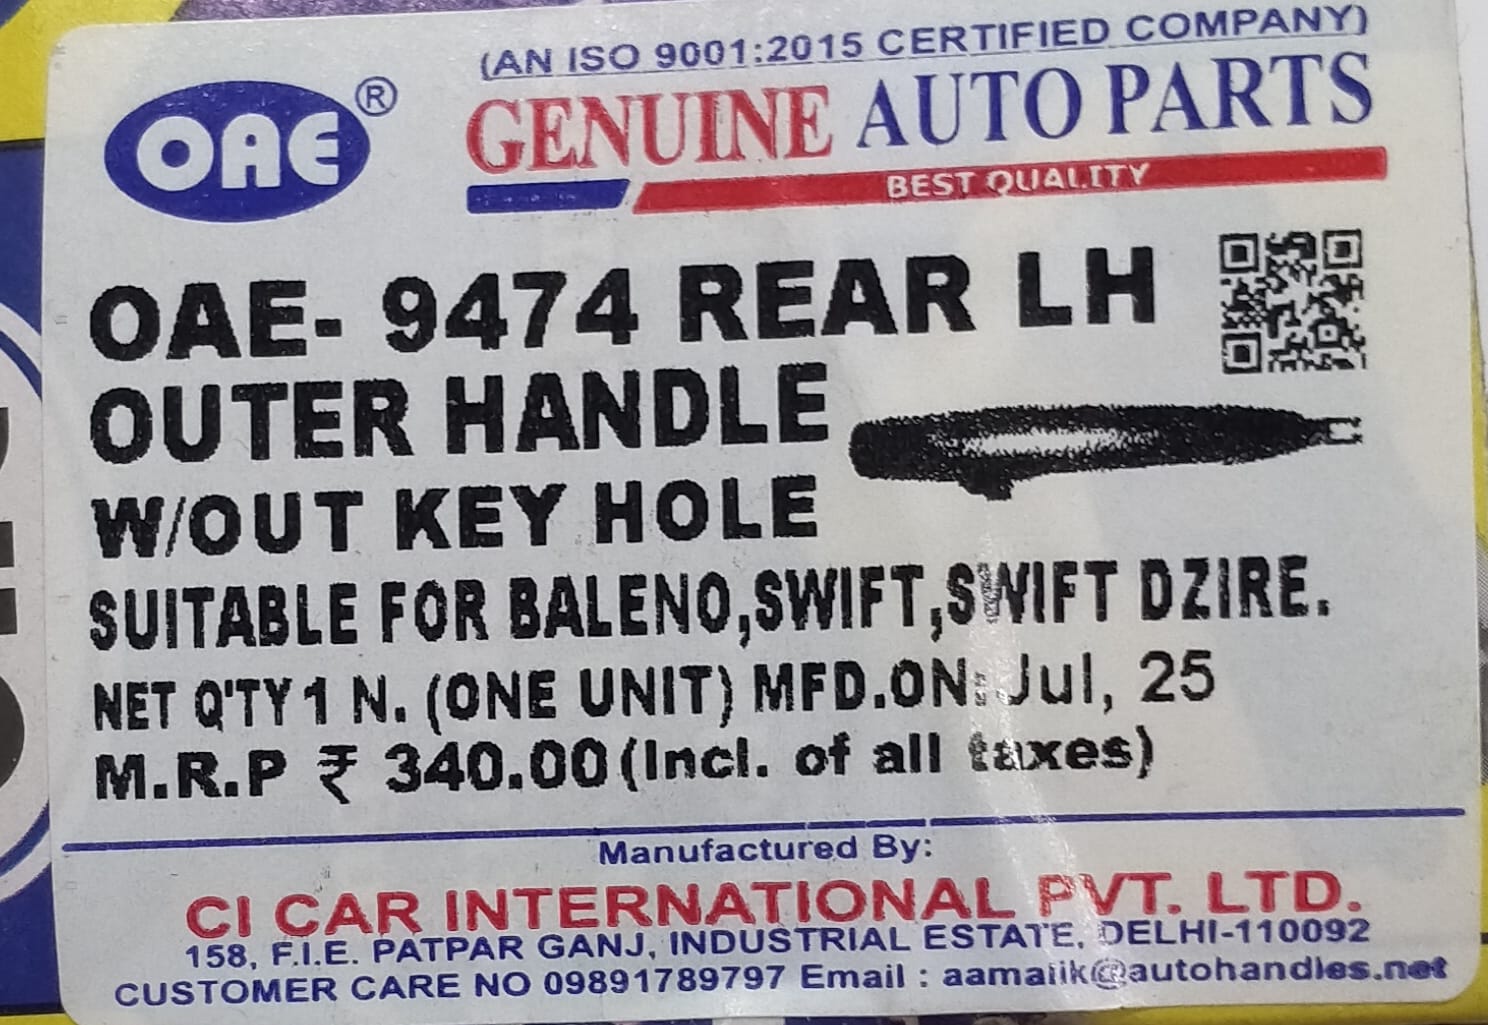 (AN ISO 9001:2015 CERTIFIED COMPANY)
OAE®
GENUINE AUTO PARTS
BEST QUALITY
OAE- 9474 REAR LH
OUTER HANDLE
W/OUT KEY HOLE
SUITABLE FOR BALENO,SWIFT,SWIFT DZIRE.
NET Q'TY 1 N. (ONE UNIT) MFD.ON: Jul, 25
M.R.P ₹ 340.00 (Incl. of all taxes)
Manufactured By:
CI CAR INTERNATIONAL PVT. LTD.
158, F.I.E. PATPAR GANJ, INDUSTRIAL ESTATE, DELHI-110092
CUSTOMER CARE NO 09891789797 Email : aamalik@autohandles.net